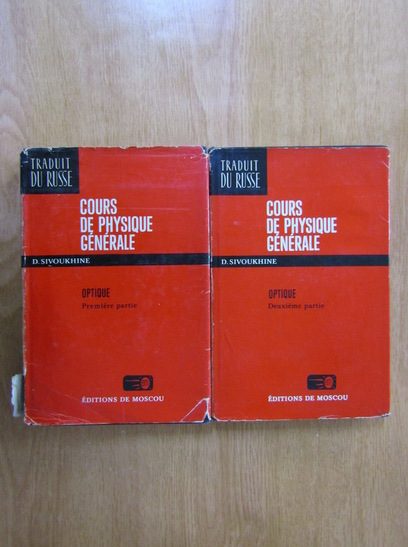 TRADUIT
DU RUSSE
COURS
DE PHYSIQUE
GÉNÉRALE
D. SIVOUKHINE
OPTIQUE
Première partie
ÉDITIONS DE MOSCOU
TRADUIT
DU RUSSE
COURS
DE PHYSIQUE
GÉNÉRALE
D. SIVOUKHINE
OPTIQUE
Deuxième partie
ÉDITIONS DE MOSCOU